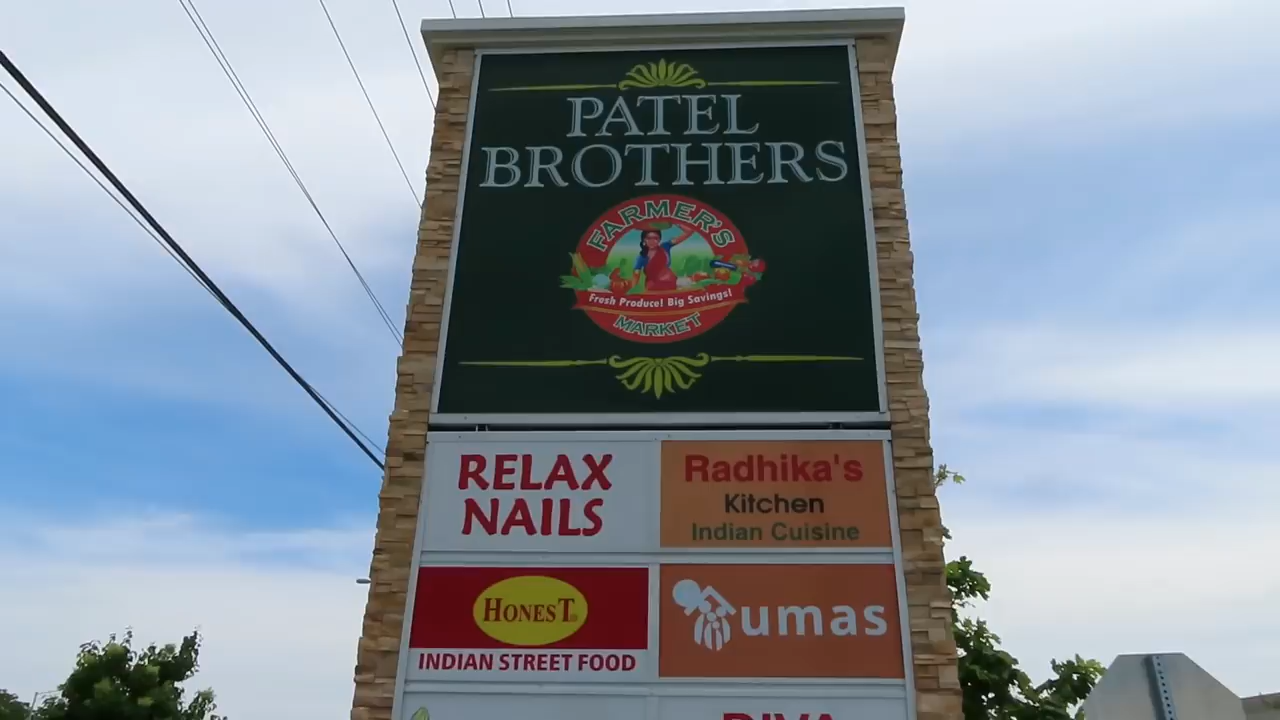 PATEL
BROTHERS
FARMER'S
Fresh Produce! Big Savings!
MARKET
RELAX
NAILS
Radhika's
Kitchen
Indian Cuisine
HONEST
INDIAN STREET FOOD
umas
DIVA